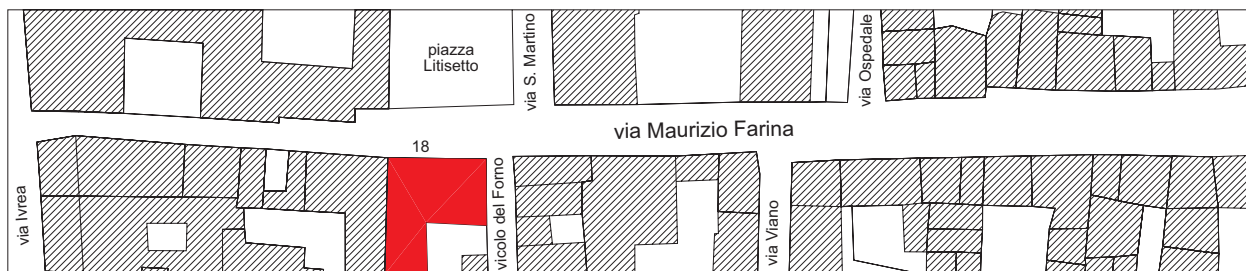 piazza
Litisetto
via S. Martino
via Ospedale
via Maurizio Farina
18
via Ivrea
vicolo del Forno
via Viano